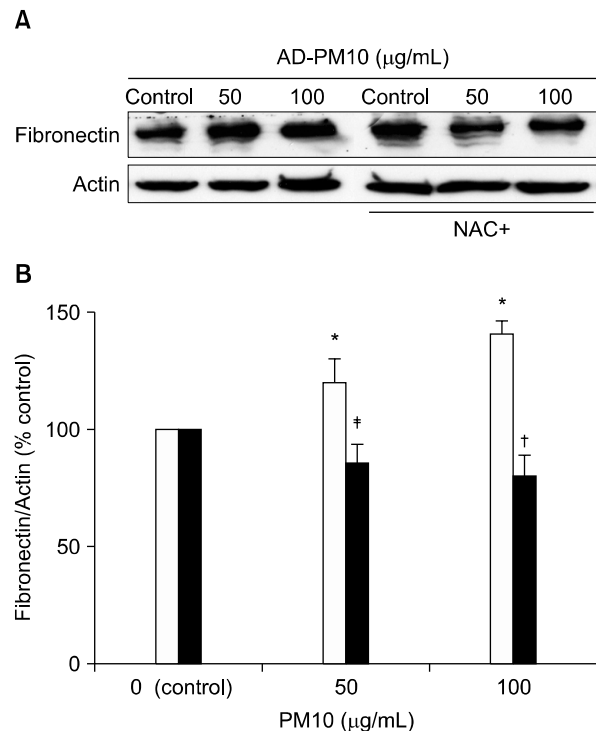 A
AD-PM10 (μg/mL)
Control 50 100 Control 50 100
Fibronectin
Actin
NAC+
B
Fibronectin/Actin (% control)
150
100
50
0
* ‡ * †
0 (control) 50 100
PM10 (μg/mL)